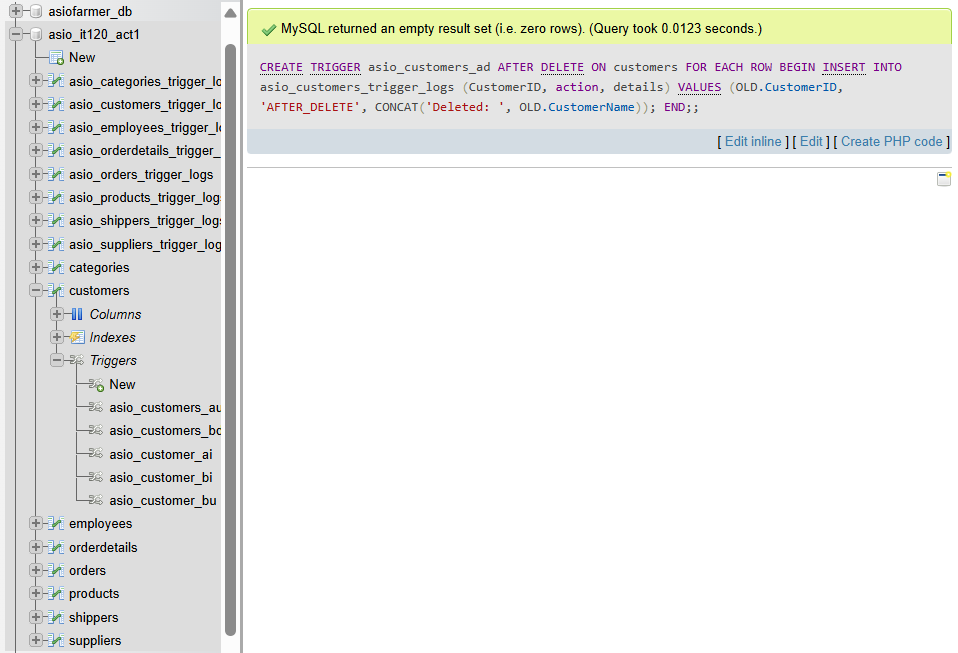 asiofarmer_db
asio_it120_act1
New
asio_categories_trigger_lo
asio_customers_trigger_lo
asio_employees_trigger_lo
asio_orderdetails_trigger_
asio_orders_trigger_logs
asio_products_trigger_logs
asio_shippers_trigger_logs
asio_suppliers_trigger_log
categories
customers
Columns
Indexes
Triggers
New
asio_customers_au
asio_customers_bd
asio_customer_ai
asio_customer_bi
asio_customer_bu
employees
orderdetails
orders
products
shippers
suppliers
MySQL returned an empty result set (i.e. zero rows). (Query took 0.0123 seconds.)
CREATE TRIGGER asio_customers_ad AFTER DELETE ON customers FOR EACH ROW BEGIN INSERT INTO
asio_customers_trigger_logs (CustomerID, action, details) VALUES (OLD.CustomerID,
'AFTER_DELETE', CONCAT('Deleted: ', OLD.CustomerName)); END;;
[ Edit inline ] [ Edit ] [ Create PHP code ]